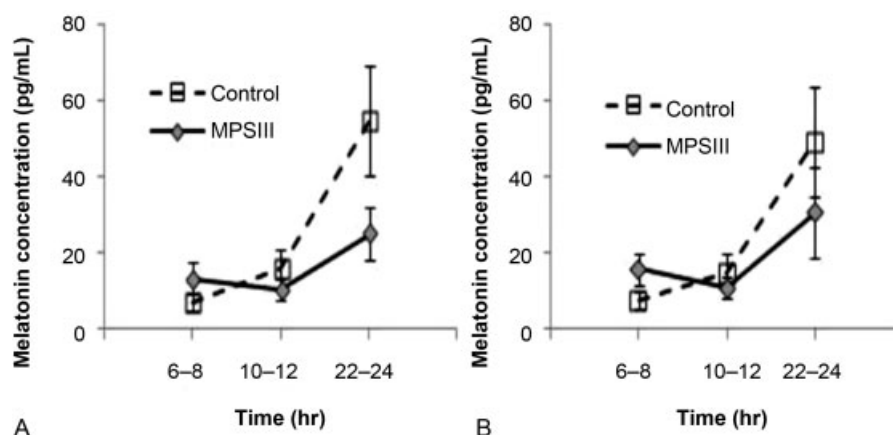 Melatonin concentration (pg/mL)
80
60
40
20
0
Control
MPSIII
6–8
10–12
22–24
Time (hr)
A
Melatonin concentration (pg/mL)
80
60
40
20
0
Control
MPSIII
6–8
10–12
22–24
Time (hr)
B